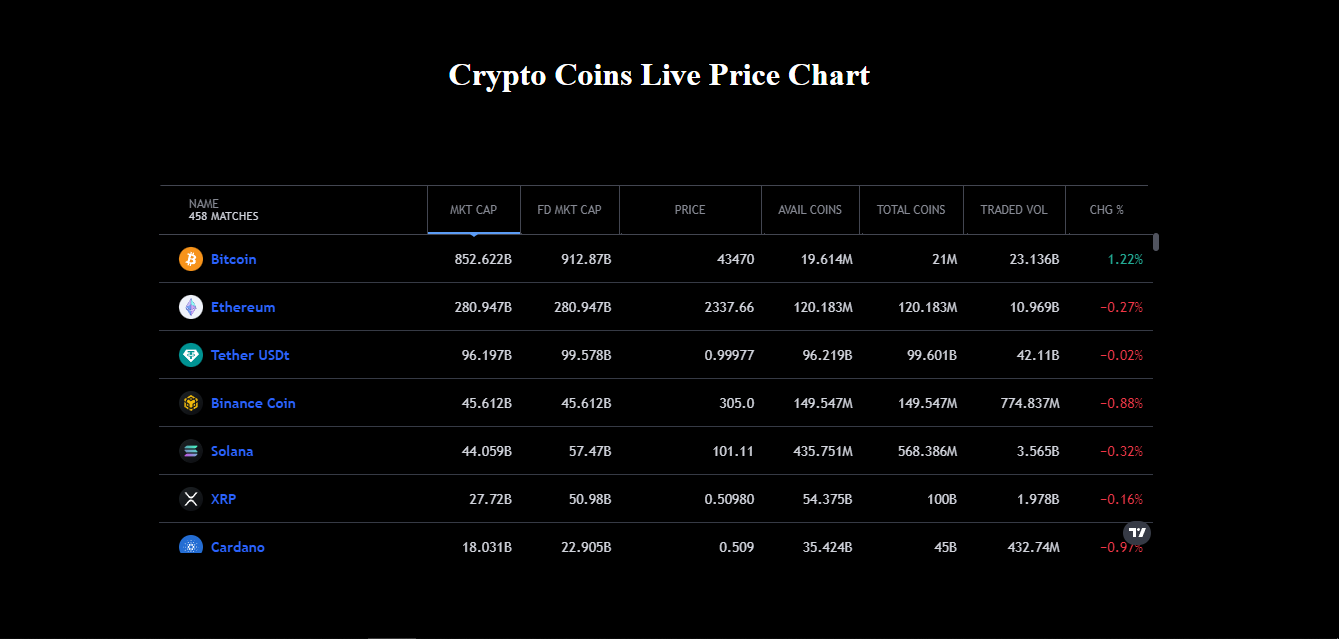 Crypto Coins Live Price Chart
NAME
458 MATCHES
MKT CAP FD MKT CAP PRICE AVAIL COINS TOTAL COINS TRADED VOL CHG %
Bitcoin 852.622B 912.87B 43470 19.614M 21M 23.136B 1.22%
Ethereum 280.947B 280.947B 2337.66 120.183M 120.183M 10.969B −0.27%
Tether USDt 96.197B 99.578B 0.99977 96.219B 99.601B 42.11B −0.02%
Binance Coin 45.612B 45.612B 305.0 149.547M 149.547M 774.837M −0.88%
Solana 44.059B 57.47B 101.11 435.751M 568.386M 3.565B −0.32%
XRP 27.72B 50.98B 0.50980 54.375B 100B 1.978B −0.16%
Cardano 18.031B 22.905B 0.509 35.424B 45B 432.74M −0.97%